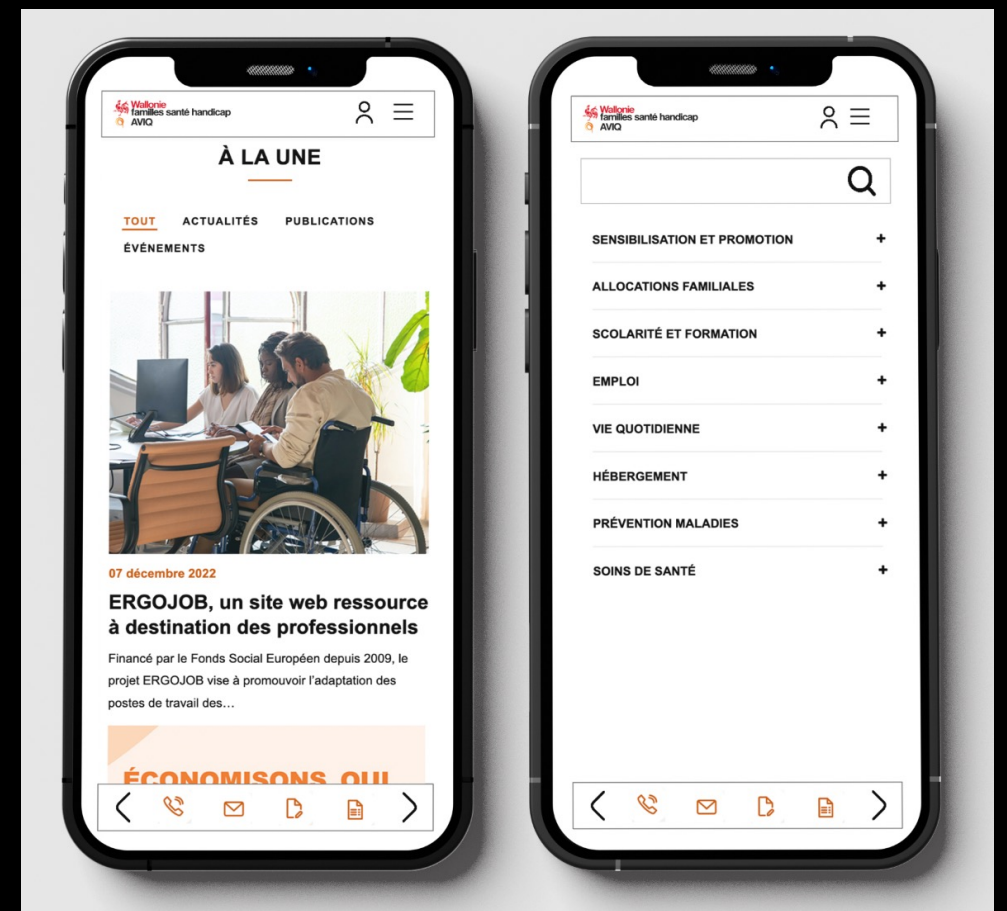 Wallonie
familles santé handicap
AVIQ
À LA UNE
TOUT ACTUALITÉS PUBLICATIONS
ÉVÉNEMENTS
07 décembre 2022
ERGOJOB, un site web ressource
à destination des professionnels
Financé par le Fonds Social Européen depuis 2009, le
projet ERGOJOB vise à promouvoir l’adaptation des
postes de travail des…
ÉCONOMISONS, OUI
Wallonie
familles santé handicap
AVIQ
SENSIBILISATION ET PROMOTION +
ALLOCATIONS FAMILIALES +
SCOLARITÉ ET FORMATION +
EMPLOI +
VIE QUOTIDIENNE +
HÉBERGEMENT +
PRÉVENTION MALADIES +
SOINS DE SANTÉ +